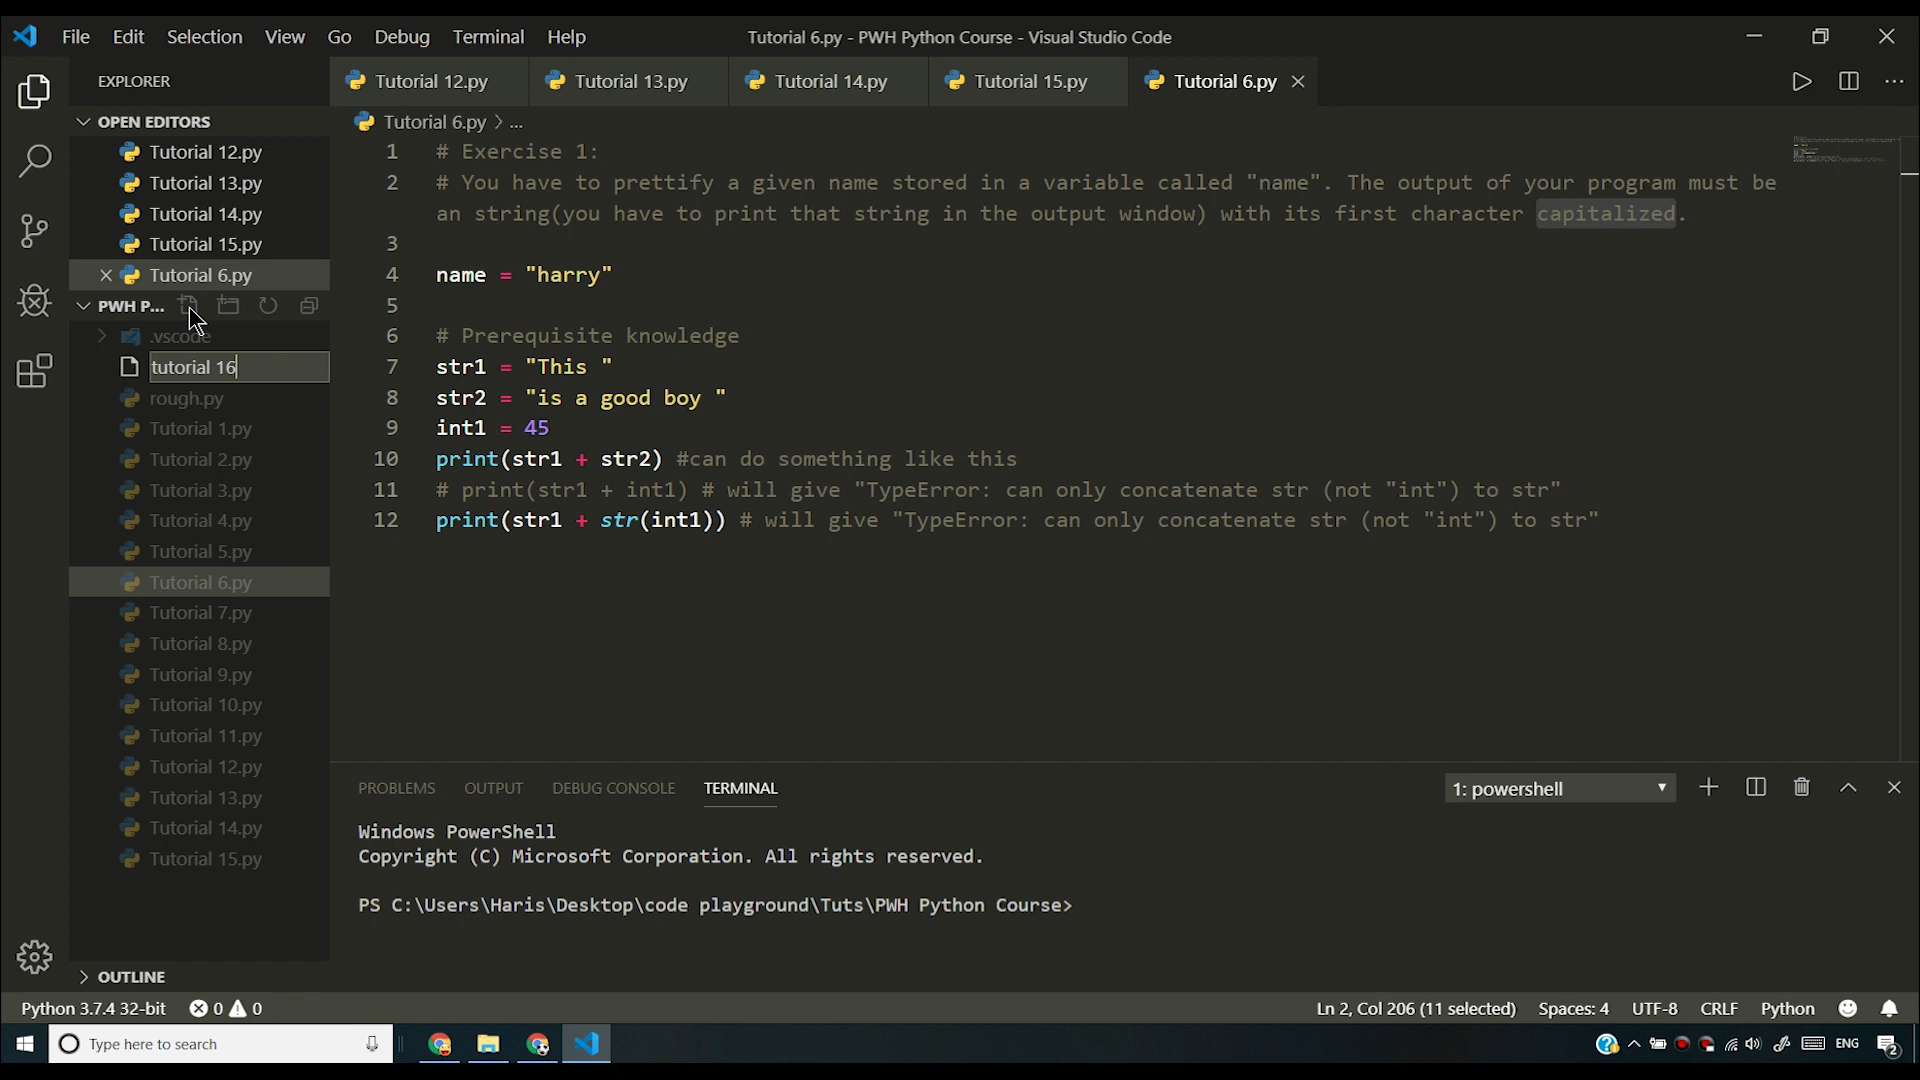 File Edit Selection View Go Debug Terminal Help
Tutorial 6.py - PWH Python Course - Visual Studio Code
EXPLORER
Tutorial 12.py Tutorial 13.py Tutorial 14.py Tutorial 15.py Tutorial 6.py
OPEN EDITORS
Tutorial 12.py
Tutorial 13.py
Tutorial 14.py
Tutorial 15.py
Tutorial 6.py
PWH P...
.vscode
tutorial 16
rough.py
Tutorial 1.py
Tutorial 2.py
Tutorial 3.py
Tutorial 4.py
Tutorial 5.py
Tutorial 6.py
Tutorial 7.py
Tutorial 8.py
Tutorial 9.py
Tutorial 10.py
Tutorial 11.py
Tutorial 12.py
Tutorial 13.py
Tutorial 14.py
Tutorial 15.py
OUTLINE
Tutorial 6.py > ...
1 # Exercise 1:
2 # You have to prettify a given name stored in a variable called "name". The output of your program must be
an string(you have to print that string in the output window) with its first character capitalized.
3
4 name = "harry"
5
6 # Prerequisite knowledge
7 str1 = "This "
8 str2 = "is a good boy "
9 int1 = 45
10 print(str1 + str2) #can do something like this
11 # print(str1 + int1) # will give "TypeError: can only concatenate str (not "int") to str"
12 print(str1 + str(int1)) # will give "TypeError: can only concatenate str (not "int") to str"
PROBLEMS OUTPUT DEBUG CONSOLE TERMINAL 1: powershell
Windows PowerShell
Copyright (C) Microsoft Corporation. All rights reserved.
PS C:\Users\Haris\Desktop\code playground\Tuts\PWH Python Course>
Python 3.7.4 32-bit 0 0 Ln 2, Col 206 (11 selected) Spaces: 4 UTF-8 CRLF Python
Type here to search ENG 2